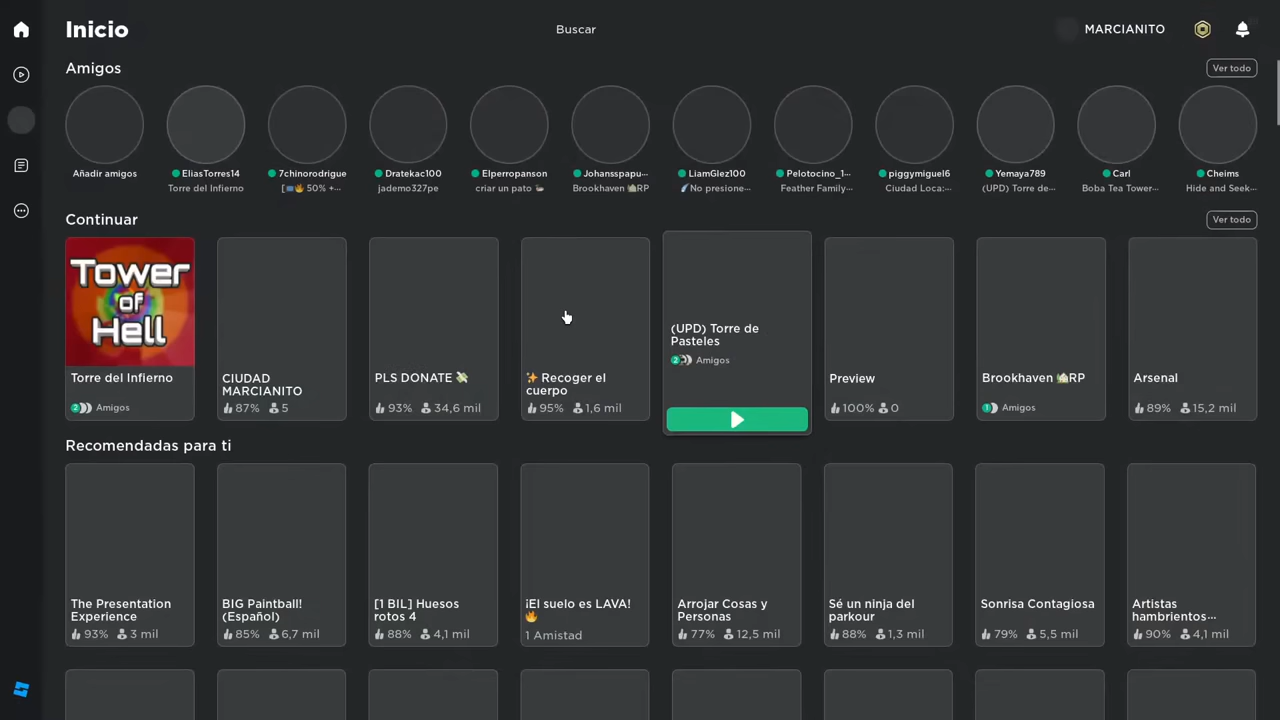 Inicio
Buscar
MARCIANITO
Amigos
Ver todo
Añadir amigos
EliasTorres14
Torre del Infierno
7chinorodrigue
[💻🔥 50% +···
Dratekac100
jademo327pe
Elperropanson
criar un pato 🦆
Johansspapu···
Brookhaven 🏡RP
LiamGlez100
🚀No presione···
Pelotocino_1···
Feather Family···
piggymiguel6
Ciudad Loca:···
Yemaya789
(UPD) Torre de···
Carl
Boba Tea Tower···
Cheims
Hide and Seek···
Continuar
Ver todo
Tower
of
Hell
Torre del Infierno
2 Amigos
CIUDAD
MARCIANITO
87% 5
PLS DONATE 💸
93% 34,6 mil
✨ Recoger el
cuerpo
95% 1,6 mil
(UPD) Torre de
Pasteles
2 Amigos
Preview
100% 0
Brookhaven 🏡RP
1 Amigos
Arsenal
89% 15,2 mil
Recomendadas para ti
The Presentation
Experience
93% 3 mil
BIG Paintball!
(Español)
85% 6,7 mil
[1 BIL] Huesos
rotos 4
88% 4,1 mil
¡El suelo es LAVA!
🔥
1 Amistad
Arrojar Cosas y
Personas
77% 12,5 mil
Sé un ninja del
parkour
88% 1,3 mil
Sonrisa Contagiosa
79% 5,5 mil
Artistas
hambrientos···
90% 4,1 mil